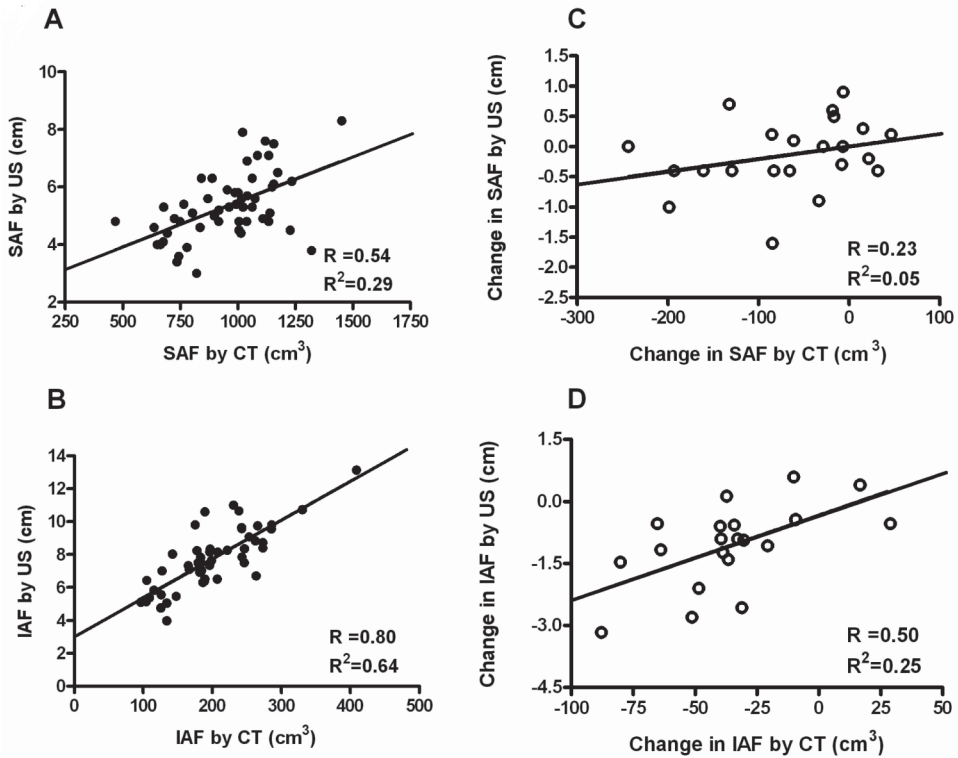 A
SAF by US (cm)
10
8
6
4
2
250
500
750
1000
1250
1500
1750
SAF by CT (cm³)
R =0.54
R²=0.29
C
Change in SAF by US (cm)
1.5
1.0
0.5
0.0
-0.5
-1.0
-1.5
-2.0
-2.5
-300
-200
-100
0
100
Change in SAF by CT (cm³)
R =0.23
R²=0.05
B
IAF by US (cm)
14
12
10
8
6
4
2
0
0
100
200
300
400
500
IAF by CT (cm³)
R =0.80
R²=0.64
D
Change in IAF by US (cm)
1.5
0.0
-1.5
-3.0
-4.5
-100
-75
-50
-25
0
25
50
Change in IAF by CT (cm³)
R =0.50
R²=0.25